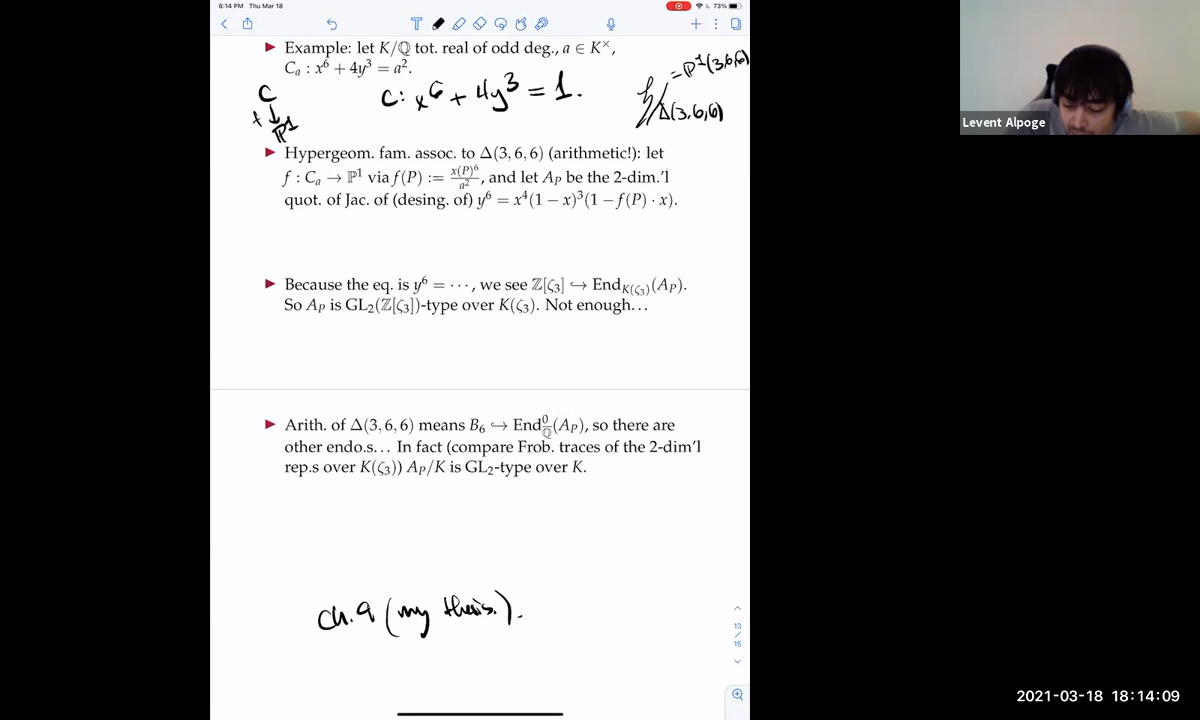 6:14 PM Thu Mar 18
73%
► Example: let K/ℚ tot. real of odd deg., a ∈ K^×,
C_a : x^6 + 4y^3 = a^2.
C
↓
ℙ^1
C: x^6 + 4y^3 = 1.
= ℙ^1(3,6,6)
𝔥/Δ(3,6,6)
► Hypergeom. fam. assoc. to Δ(3, 6, 6) (arithmetic!): let
f : C_a → ℙ^1 via f(P) := x(P)^6/a^2, and let A_P be the 2-dim.'l
quot. of Jac. of (desing. of) y^6 = x^4(1 − x)^3(1 − f(P) · x).
► Because the eq. is y^6 = ⋯, we see ℤ[ζ_3] ↪ End_{K(ζ_3)}(A_P).
So A_P is GL_2(ℤ[ζ_3])-type over K(ζ_3). Not enough…
► Arith. of Δ(3, 6, 6) means B_6 ↪ End^0_{ℚ̅}(A_P), so there are
other endo.s… In fact (compare Frob. traces of the 2-dim'l
rep.s over K(ζ_3)) A_P/K is GL_2-type over K.
Ch. 9 (my thesis.).
13
/
15
Levent Alpoge
2021-03-18 18:14:09